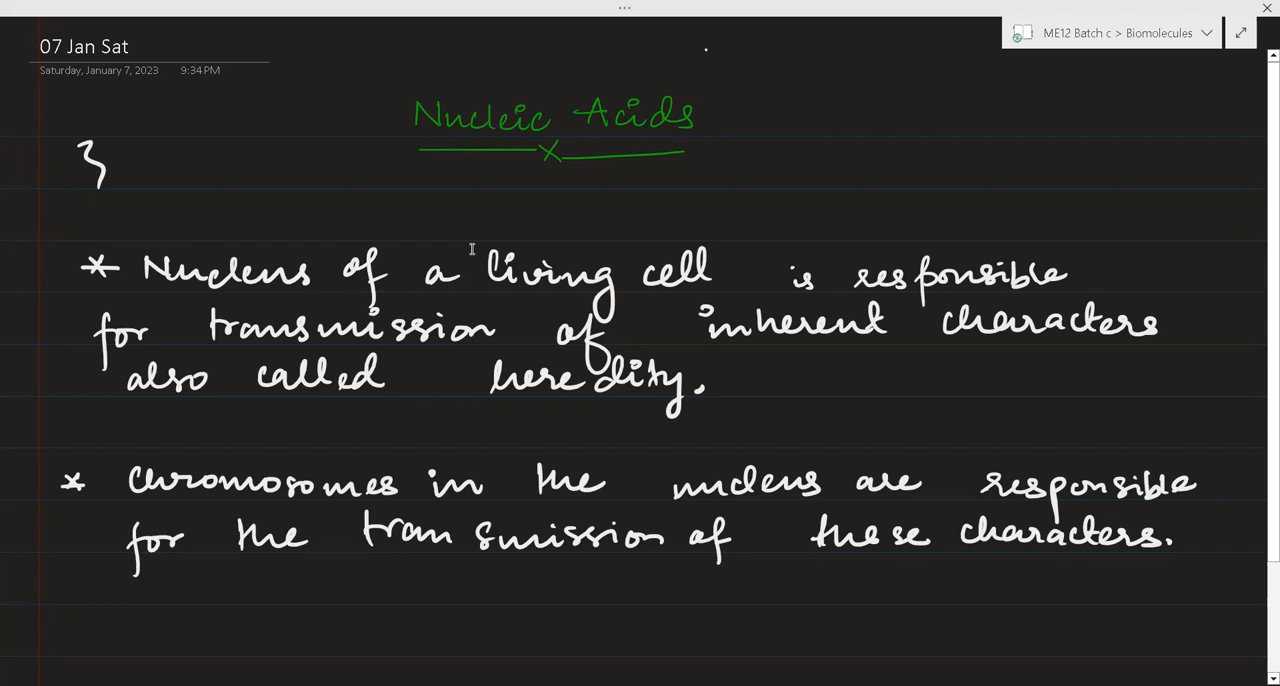 07 Jan Sat
Saturday, January 7, 2023 9:34 PM
ME12 Batch c > Biomolecules
Nucleic Acids
* Nucleus of a living cell is responsible
for transmission of inherent characters
also called heredity.
* Chromosomes in the nucleus are responsible
for the transmission of these characters.